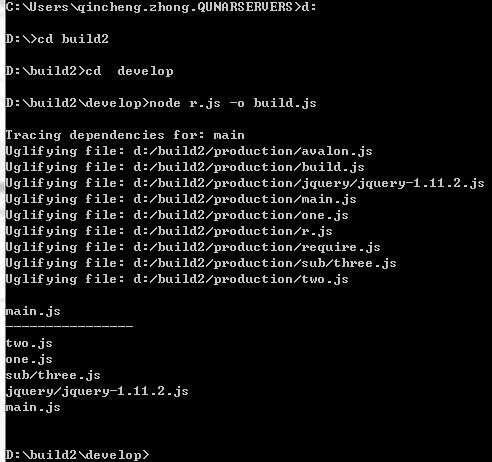 C:\Users\qincheng.zhong.QUNARSERVERS>d:
D:\>cd build2
D:\build2>cd  develop
D:\build2\develop>node r.js -o build.js
Tracing dependencies for: main
Uglifying file: d:/build2/production/avalon.js
Uglifying file: d:/build2/production/build.js
Uglifying file: d:/build2/production/jquery/jquery-1.11.2.js
Uglifying file: d:/build2/production/main.js
Uglifying file: d:/build2/production/one.js
Uglifying file: d:/build2/production/r.js
Uglifying file: d:/build2/production/require.js
Uglifying file: d:/build2/production/sub/three.js
Uglifying file: d:/build2/production/two.js
main.js
----------------
two.js
one.js
sub/three.js
jquery/jquery-1.11.2.js
main.js
D:\build2\develop>